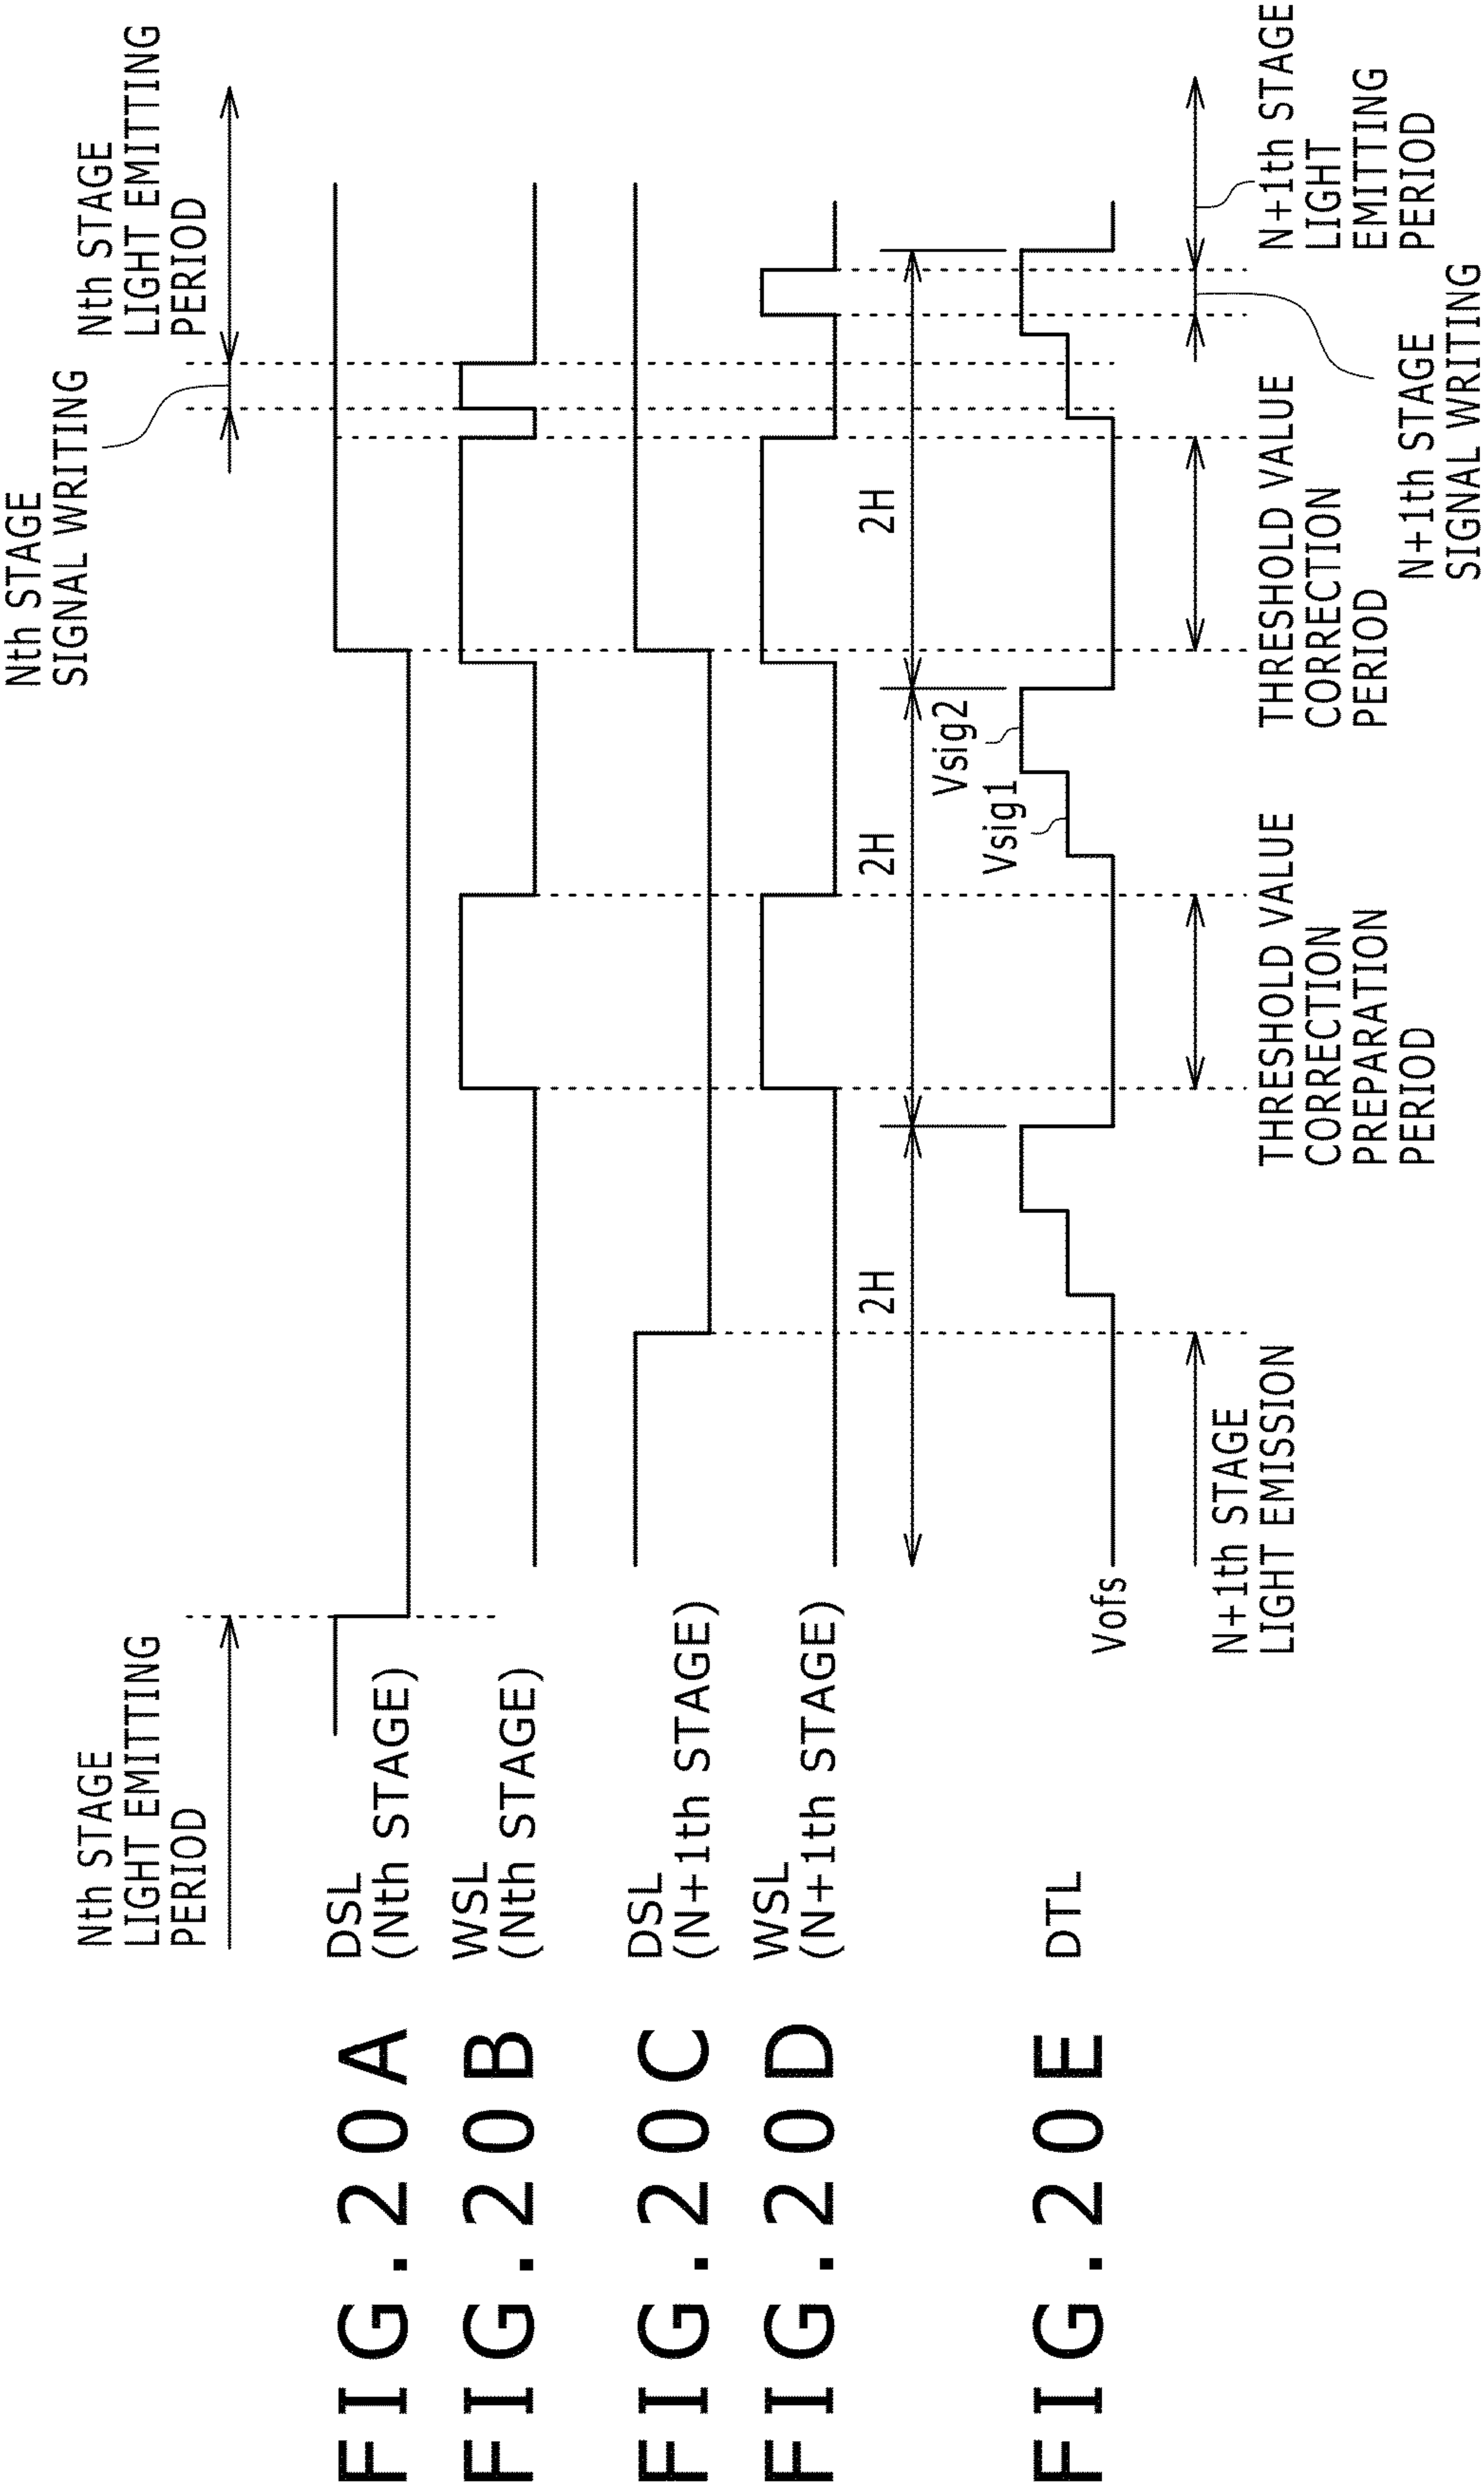 Nth STAGE
LIGHT EMITTING
PERIOD
Nth STAGE
SIGNAL WRITING
Nth STAGE
LIGHT EMITTING
PERIOD
FIG.20A
DSL
(Nth STAGE)
FIG.20B
WSL
(Nth STAGE)
FIG.20C
DSL
(N+1th STAGE)
FIG.20D
WSL
(N+1th STAGE)
2H
2H
2H
FIG.20E
DTL
Vofs
Vsig1
Vsig2
N+1th STAGE
LIGHT EMISSION
THRESHOLD VALUE
CORRECTION
PREPARATION
PERIOD
THRESHOLD VALUE
CORRECTION
PERIOD
N+1th STAGE
LIGHT
EMITTING
PERIOD
N+1th STAGE
SIGNAL WRITING